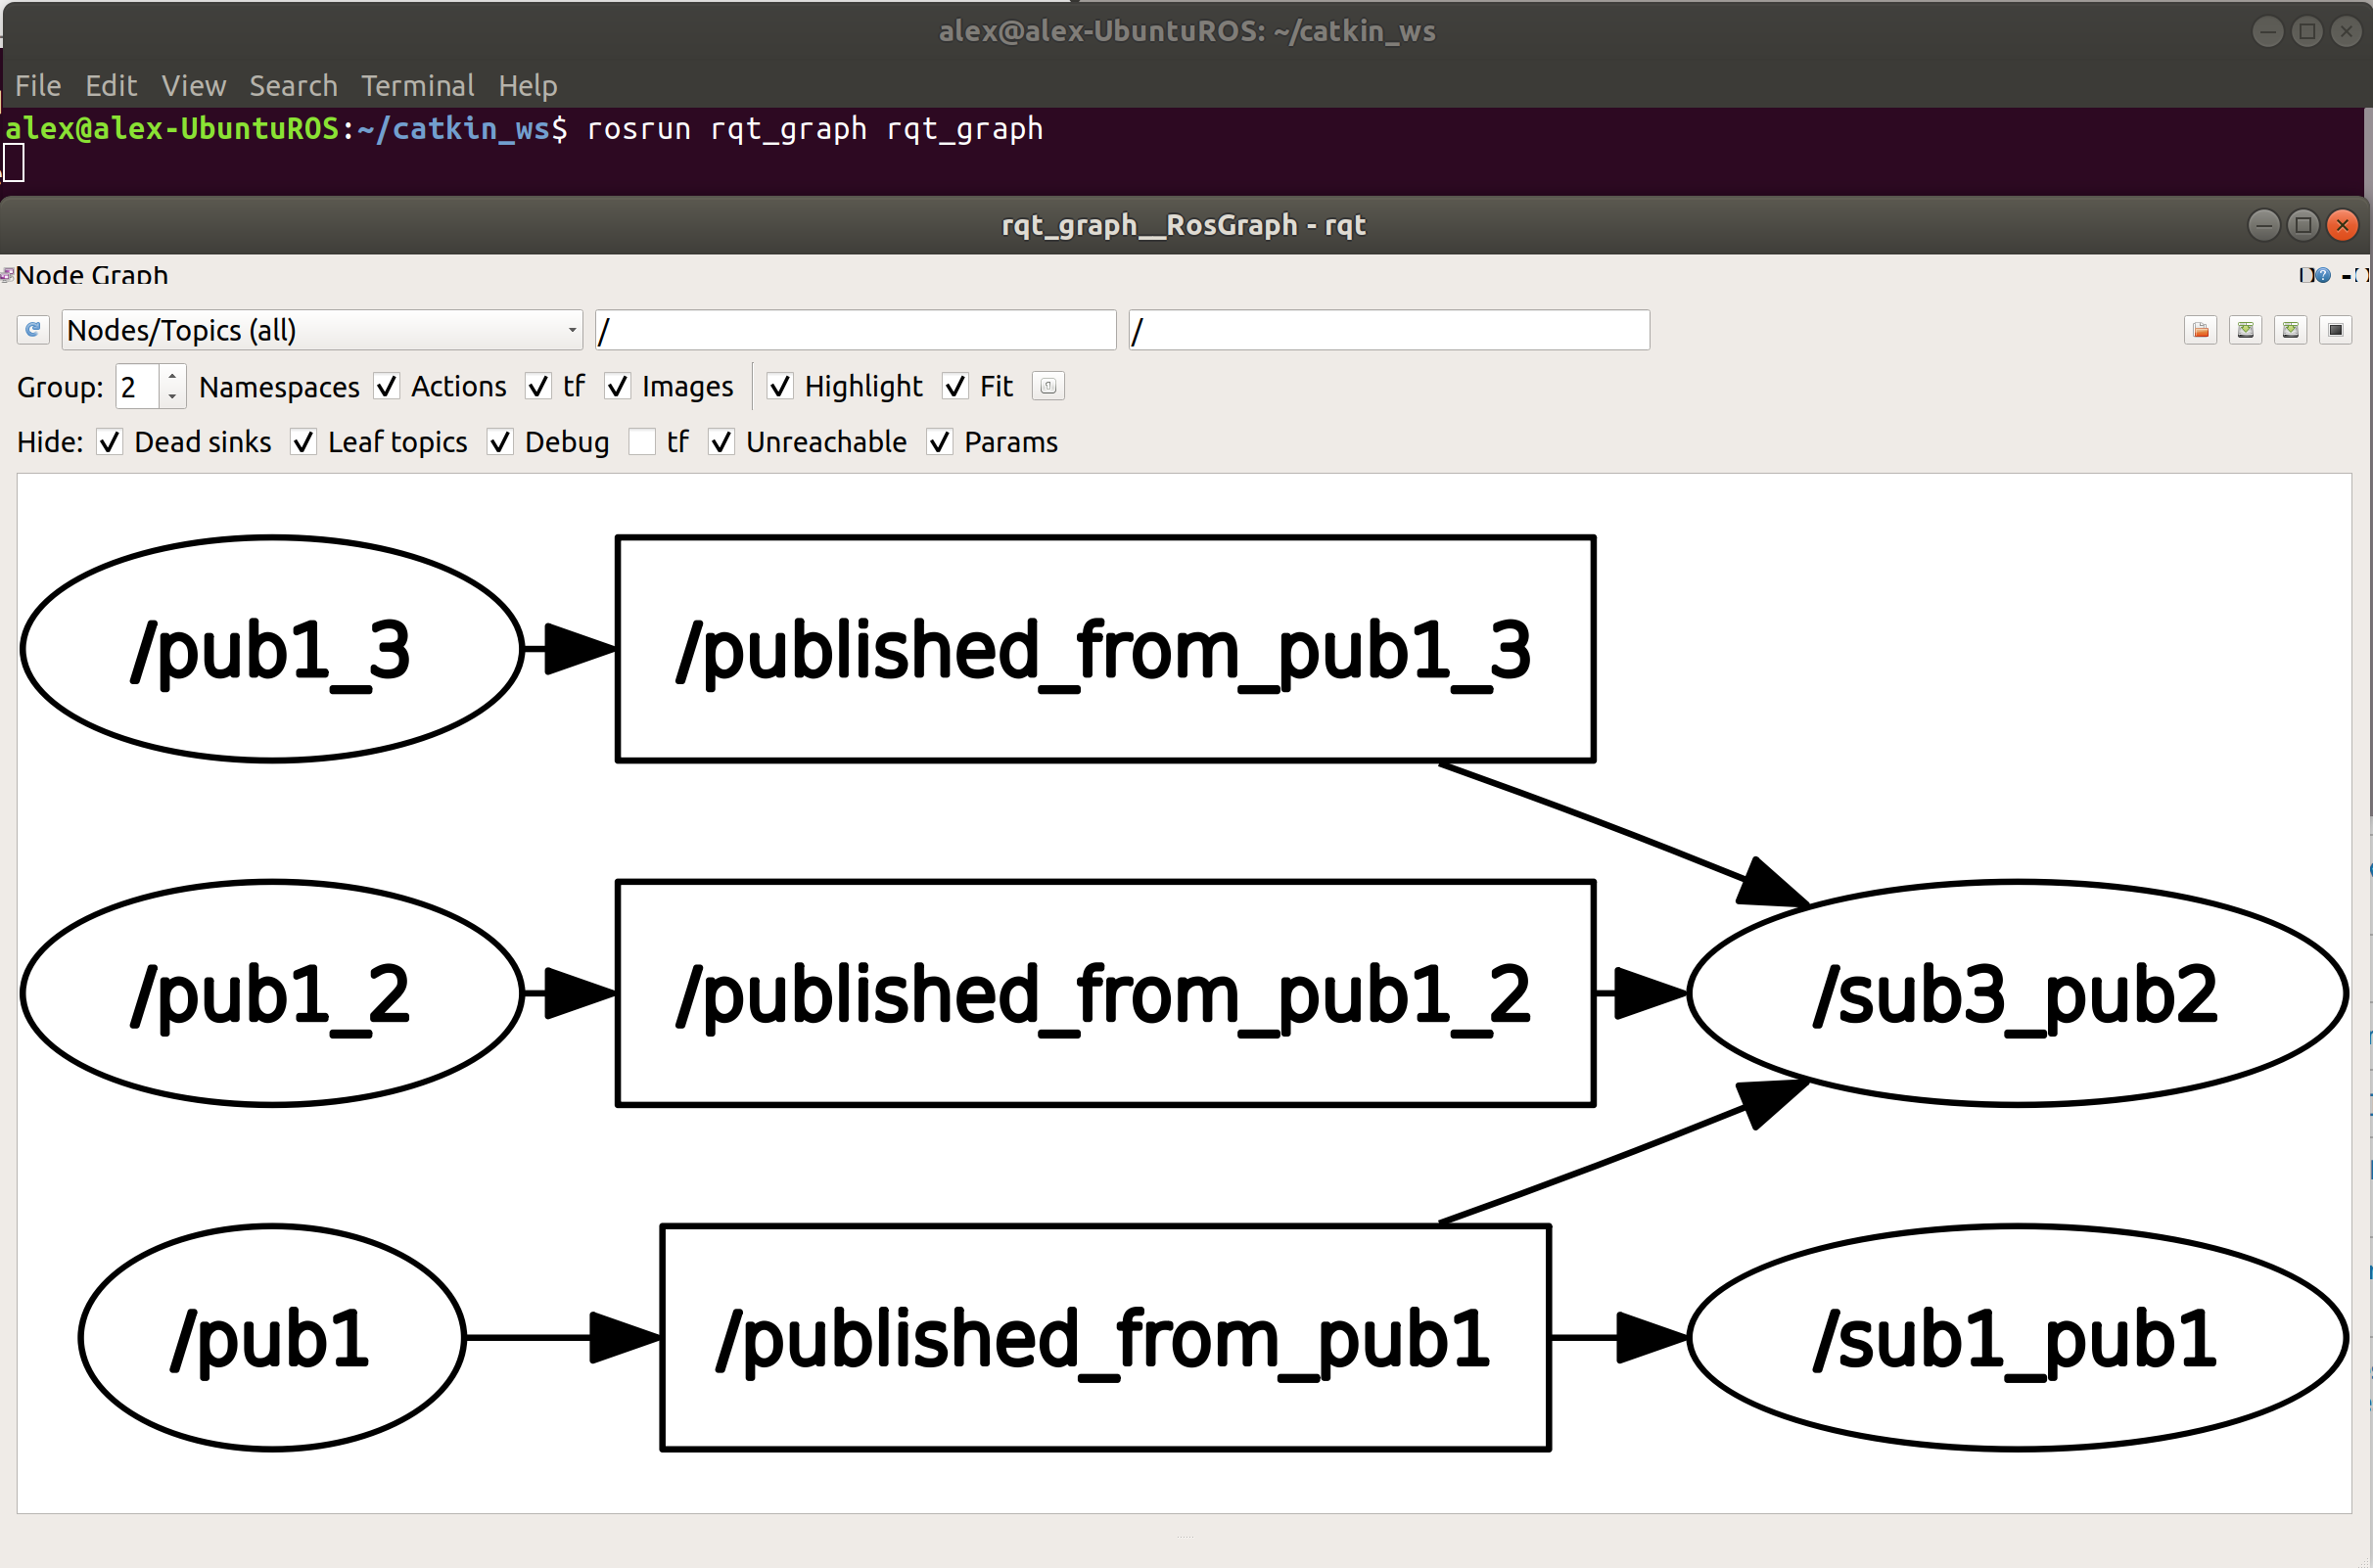 alex@alex-UbuntuROS: ~/catkin_ws
File Edit View Search Terminal Help
alex@alex-UbuntuROS:~/catkin_ws$ rosrun rqt_graph rqt_graph
rqt_graph__RosGraph - rqt
Node Graph
Nodes/Topics (all) / /
Group: 2 Namespaces Actions tf Images Highlight Fit
Hide: Dead sinks Leaf topics Debug tf Unreachable Params
/pub1_3 /published_from_pub1_3
/pub1_2 /published_from_pub1_2 /sub3_pub2
/pub1 /published_from_pub1 /sub1_pub1